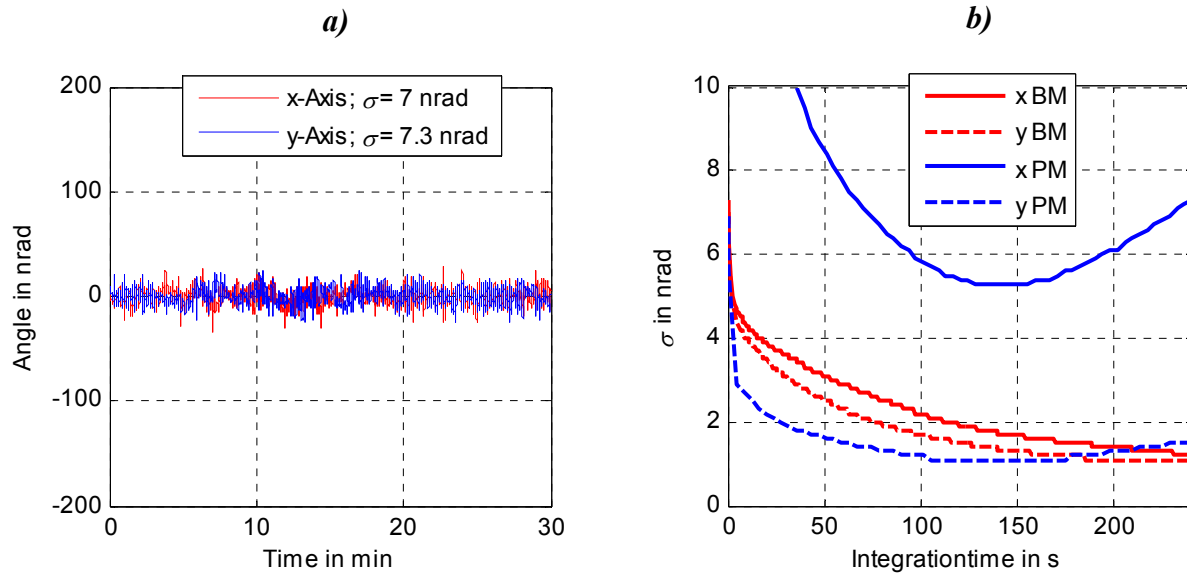 a)
x-Axis; σ= 7 nrad
y-Axis; σ= 7.3 nrad
Angle in nrad
200
100
0
-100
-200
0
10
20
30
Time in min
b)
x BM
y BM
x PM
y PM
σ in nrad
10
8
6
4
2
0
0
50
100
150
200
Integrationtime in s